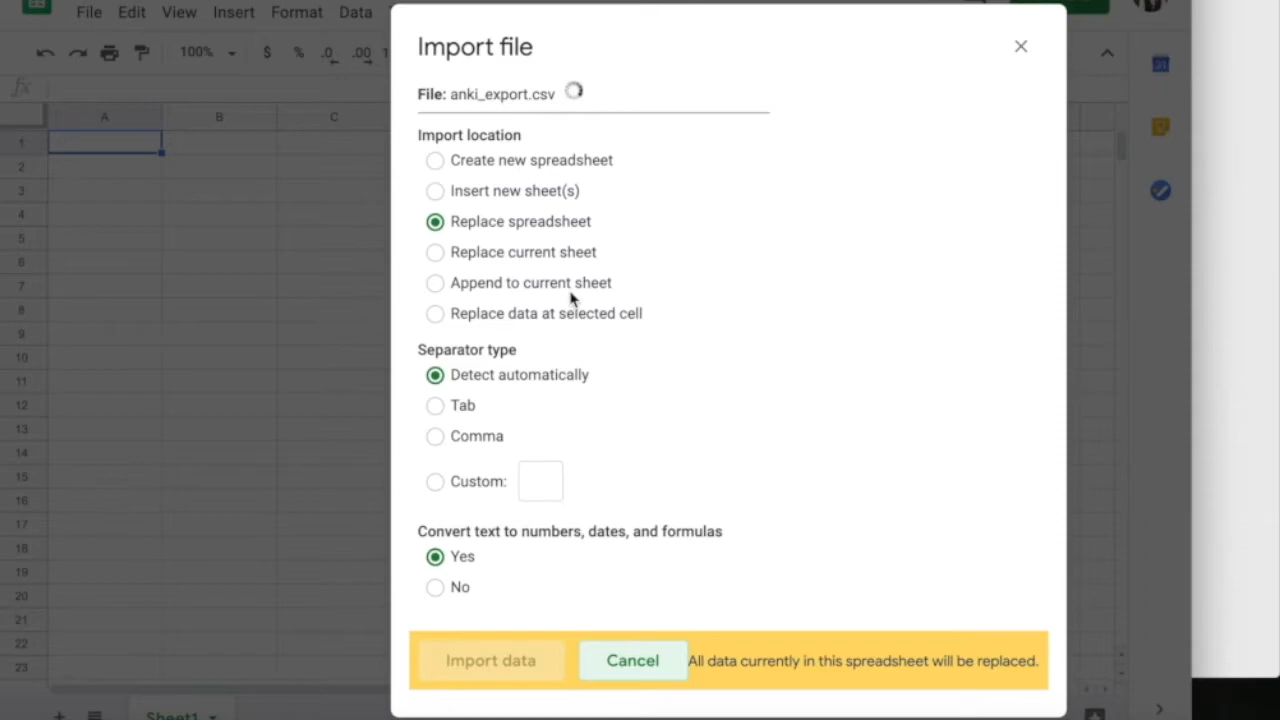 File Edit View Insert Format Data
Import file
100% $ % .0 .00 1
File: anki_export.csv
fx
A B C
Import location
Create new spreadsheet
Insert new sheet(s)
Replace spreadsheet
Replace current sheet
Append to current sheet
Replace data at selected cell
Separator type
Detect automatically
Tab
Comma
Custom:
Convert text to numbers, dates, and formulas
Yes
No
Import data Cancel All data currently in this spreadsheet will be replaced.
1
2
3
4
5
6
7
8
9
10
11
12
13
14
15
16
17
18
19
20
21
22
23
Sheet1
31